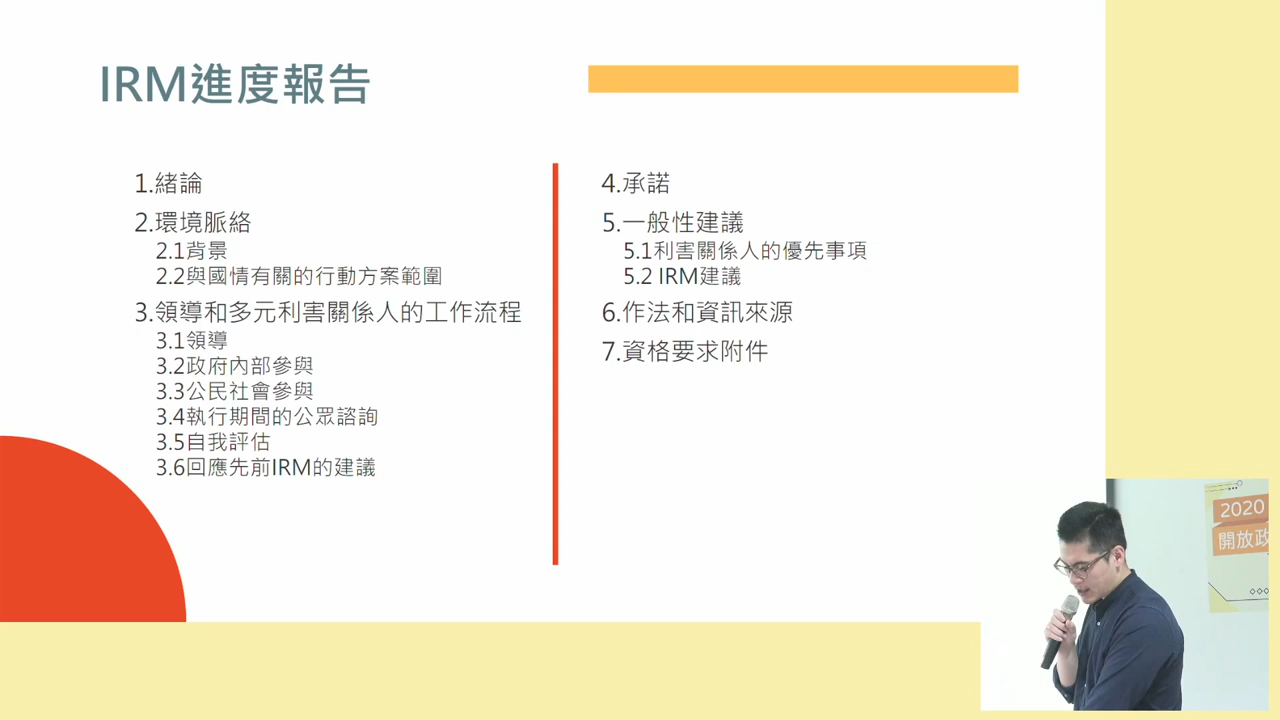 IRM進度報告
1.緒論
2.環境脈絡
2.1背景
2.2與國情有關的行動方案範圍
3.領導和多元利害關係人的工作流程
3.1領導
3.2政府內部參與
3.3公民社會參與
3.4執行期間的公眾諮詢
3.5自我評估
3.6回應先前IRM的建議
4.承諾
5.一般性建議
5.1利害關係人的優先事項
5.2 IRM建議
6.作法和資訊來源
7.資格要求附件
2020
開放政